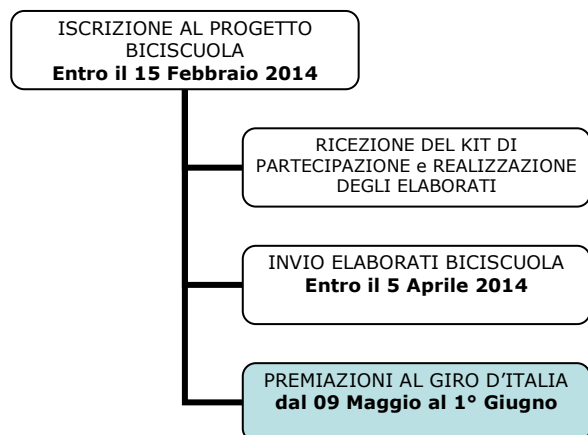 ISCRIZIONE AL PROGETTO
BICISCUOLA
Entro il 15 Febbraio 2014
RICEZIONE DEL KIT DI
PARTECIPAZIONE e REALIZZAZIONE
DEGLI ELABORATI
INVIO ELABORATI BICISCUOLA
Entro il 5 Aprile 2014
PREMIAZIONI AL GIRO D'ITALIA
dal 09 Maggio al 1° Giugno